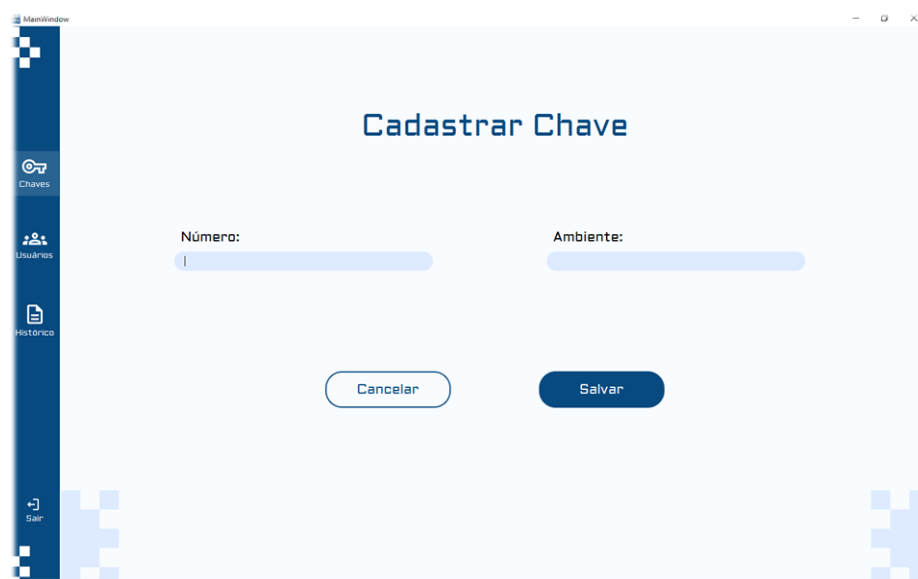 MainWindow
Cadastrar Chave
Chaves
Número:
Ambiente:
Usuários
Histórico
Cancelar
Salvar
Sair